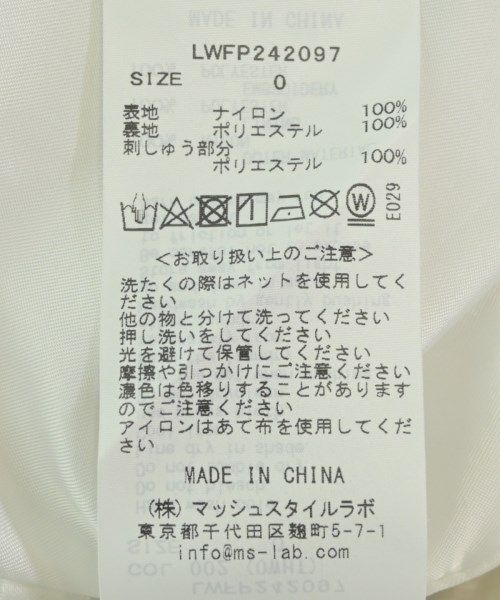 LWFP242097
SIZE 0
表地 ナイロン 100%
裏地 ポリエステル 100%
刺しゅう部分
ポリエステル 100%
W
E029
<お取り扱い上のご注意>
洗たくの際はネットを使用してく
ださい
他の物と分けて洗ってください
押し洗いをしてください
光を避けて保管してください
摩擦や引っかけにご注意ください
濃色は色移りすることがあります
のでご注意ください
アイロンはあて布を使用してくだ
さい
MADE IN CHINA
(株)マッシュスタイルラボ
東京都千代田区麹町5-7-1
info@ms-lab.com